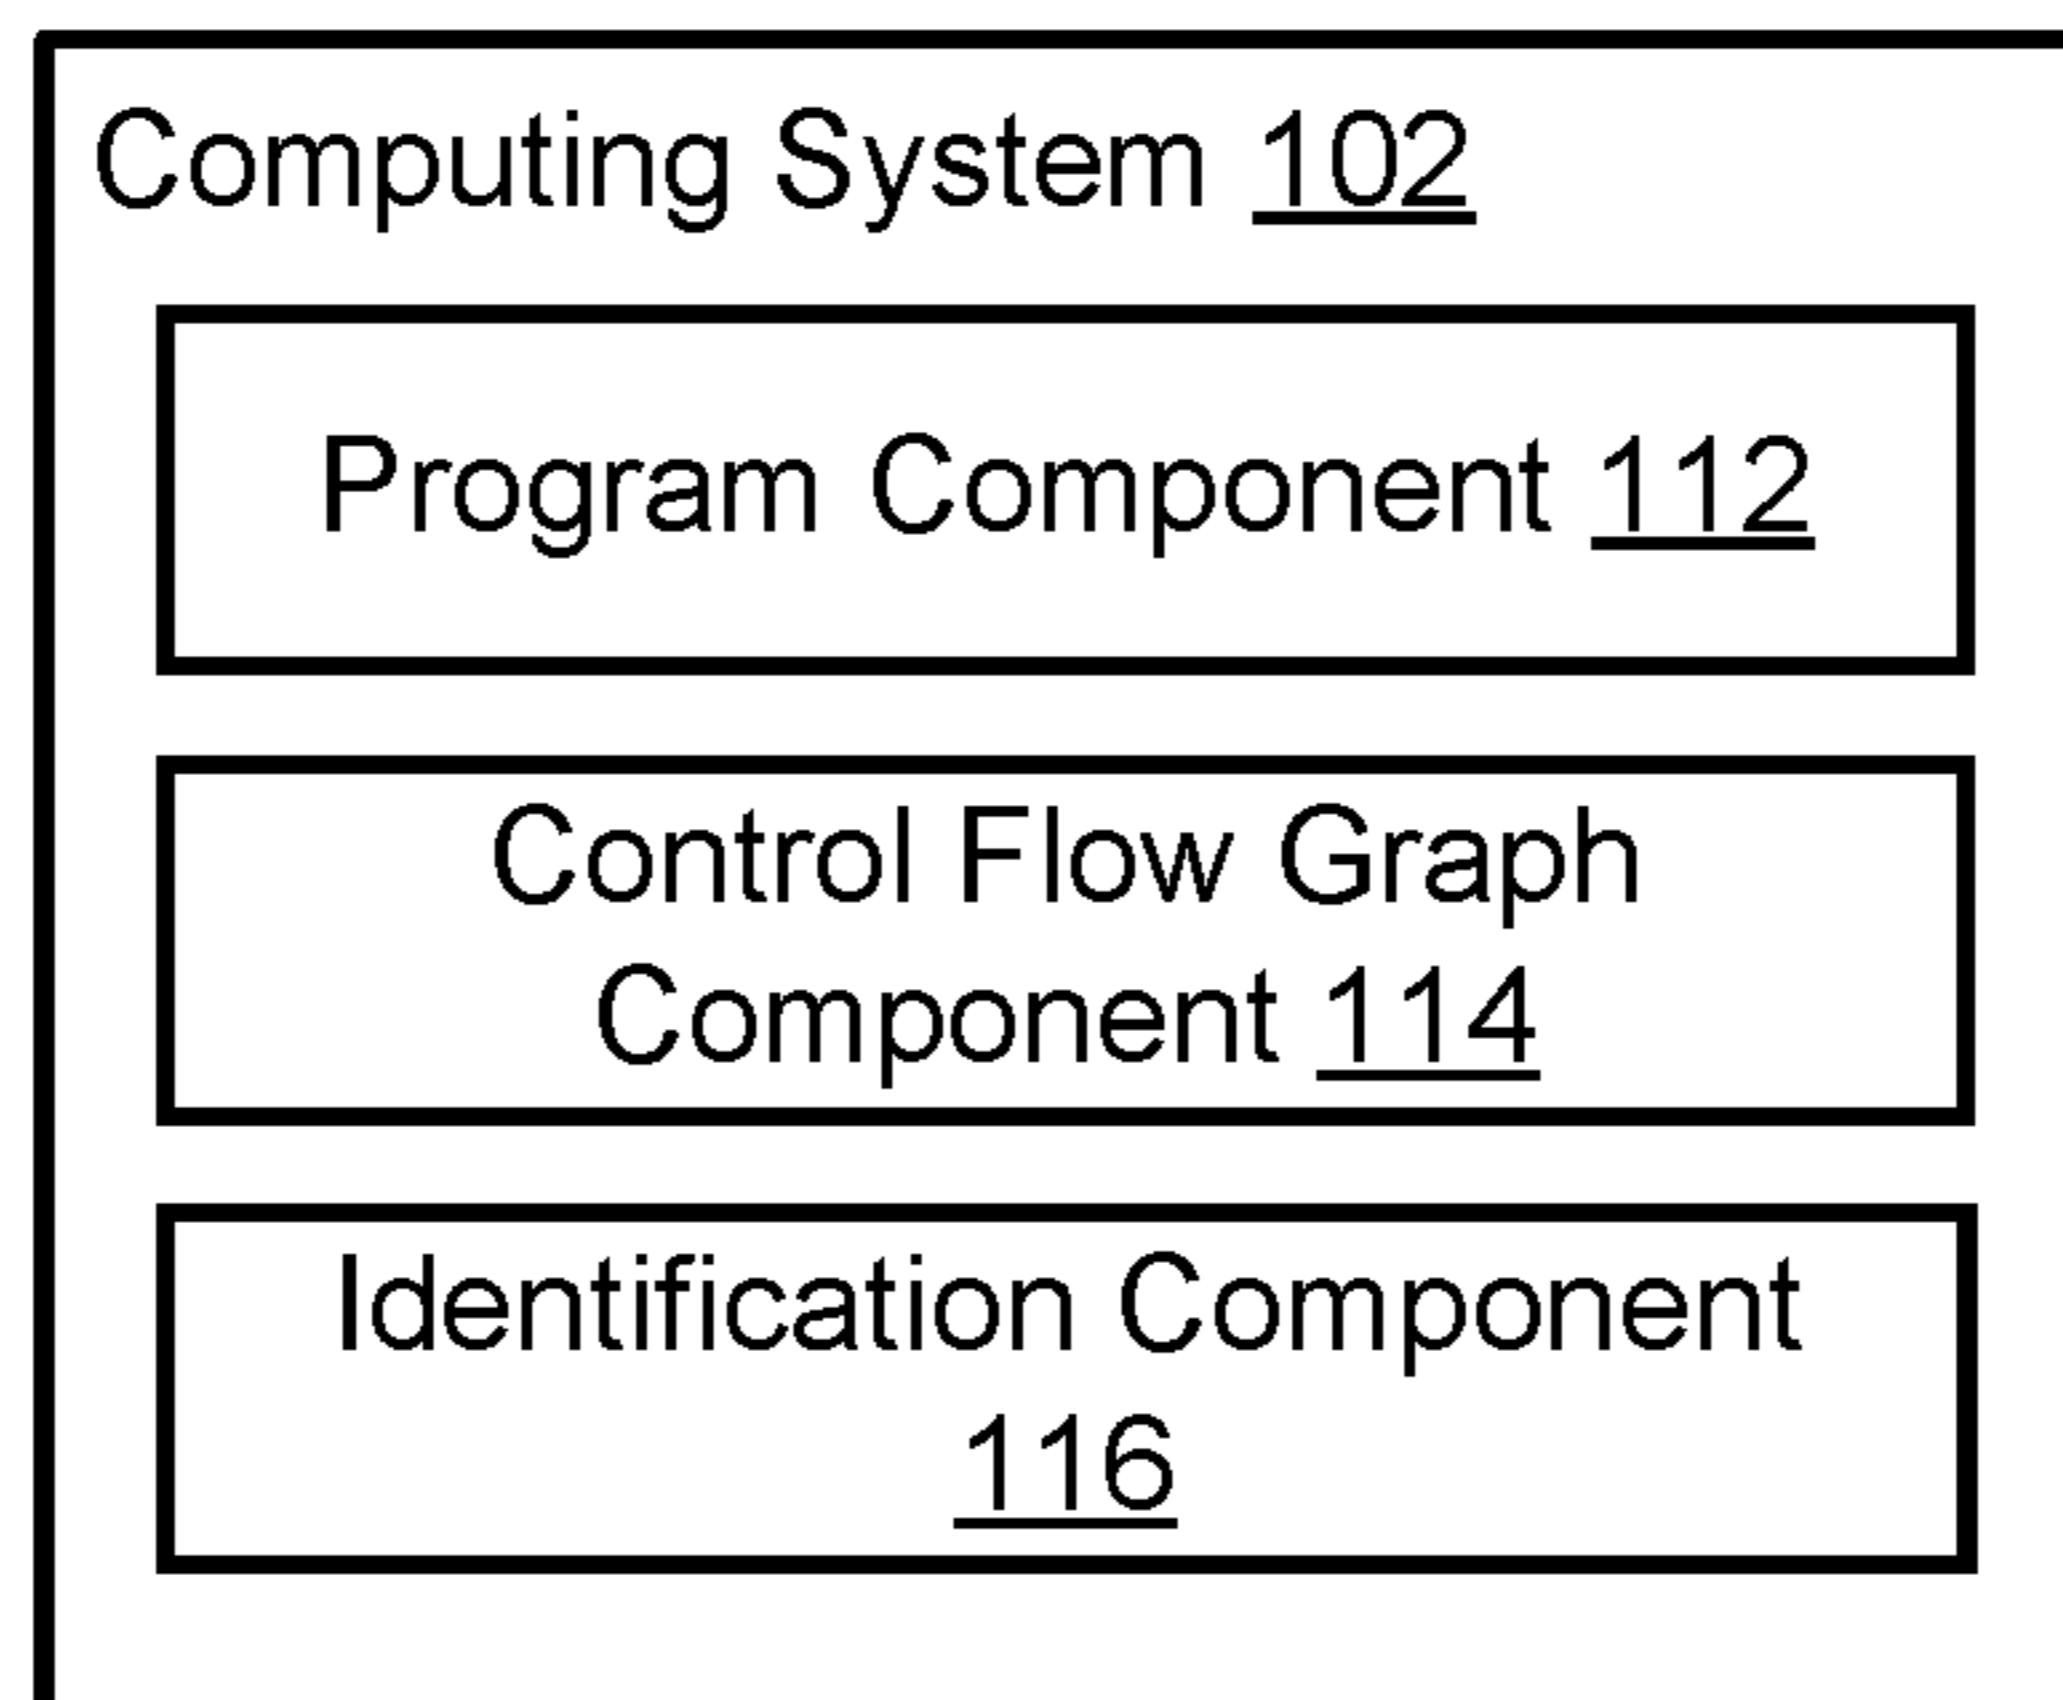 Computing System 102
Program Component 112
Control Flow Graph
Component 114
Identification Component
116